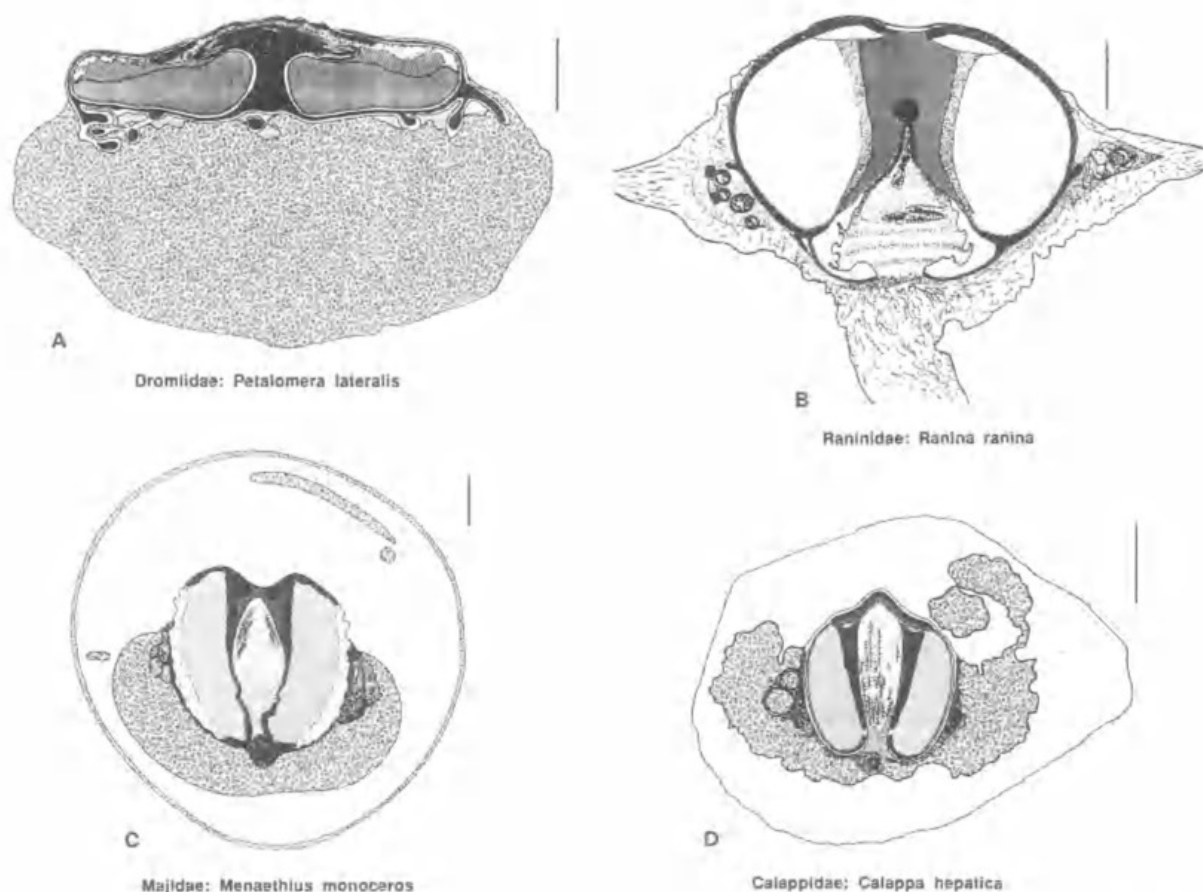 A
Dromiidae: Petalomera lateralis
B
Raninidae: Ranina ranina
C
Majidae: Menaethius monoceros
D
Calappidae: Calappa hepatica